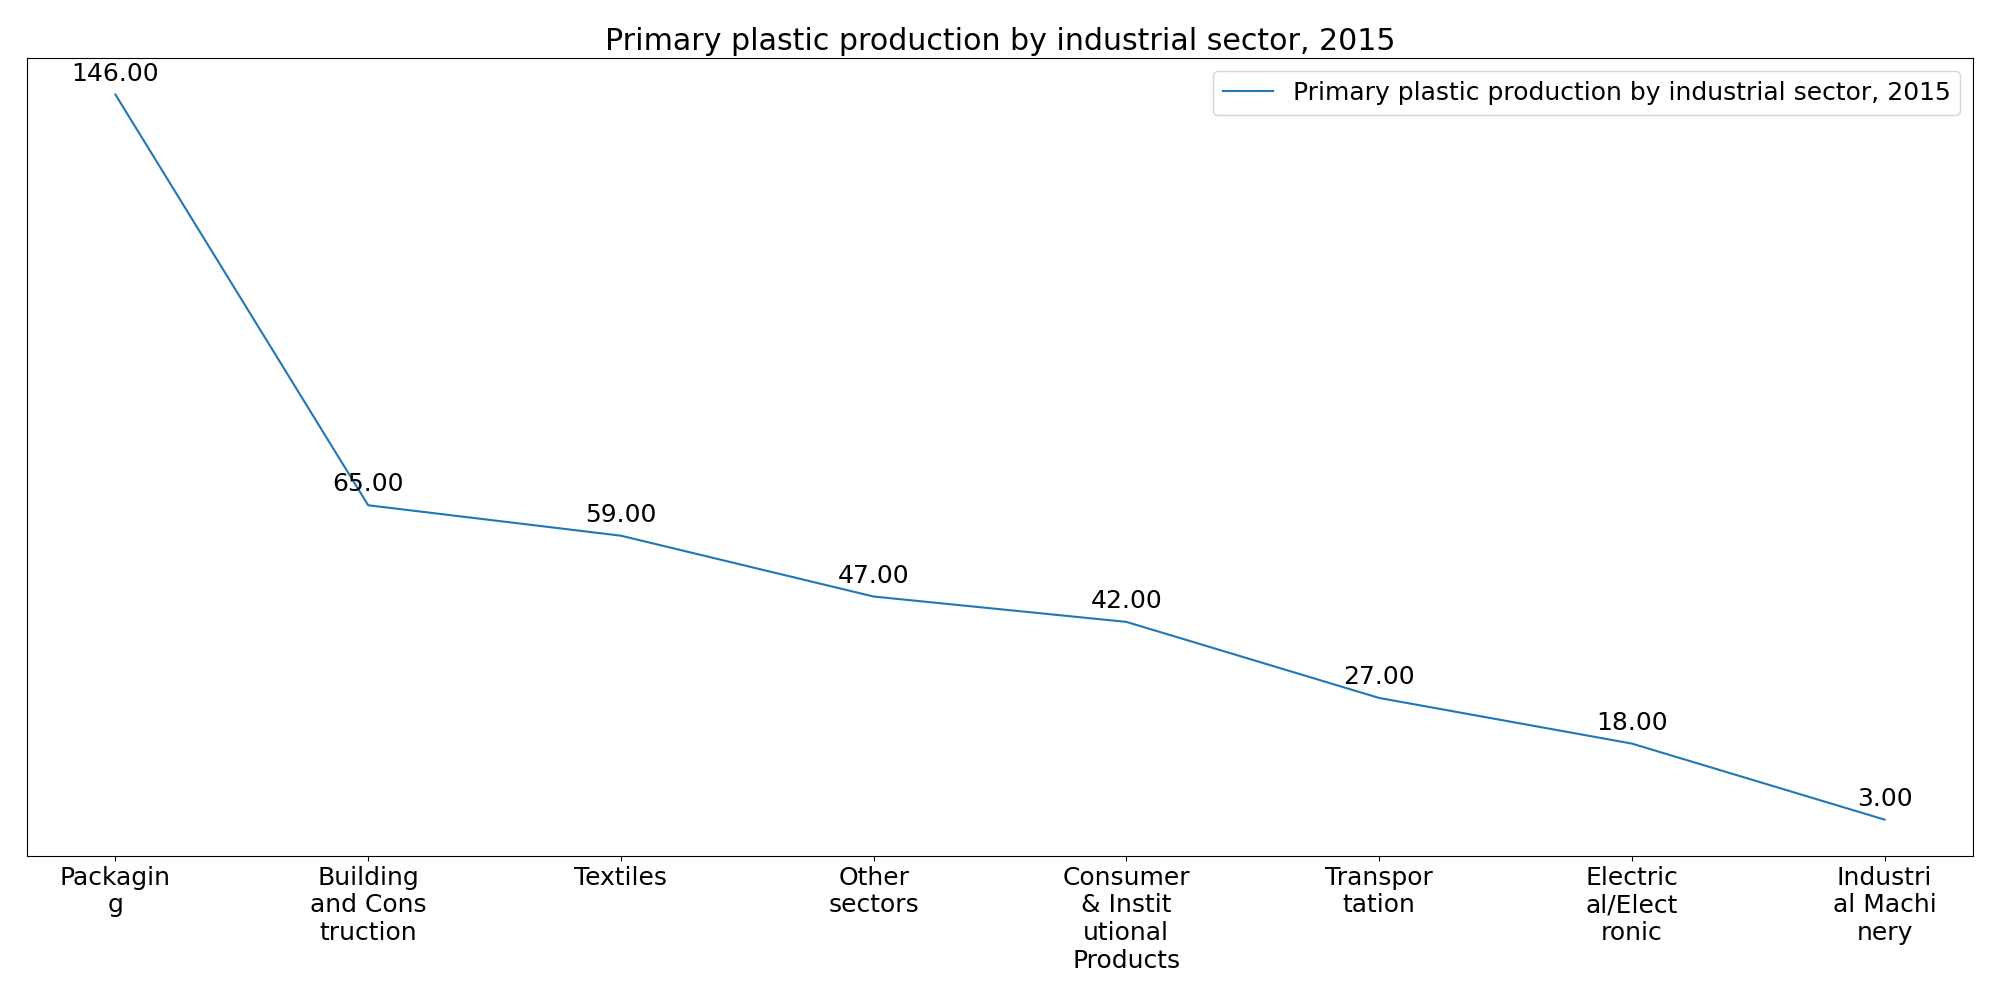 Primary plastic production by industrial sector, 2015
Primary plastic production by industrial sector, 2015
146.00
65.00
59.00
47.00
42.00
27.00
18.00
3.00
Packagin
g
Building
and Cons
truction
Textiles
Other
sectors
Consumer
& Instit
utional
Products
Transpor
tation
Electric
al/Elect
ronic
Industri
al Machi
nery